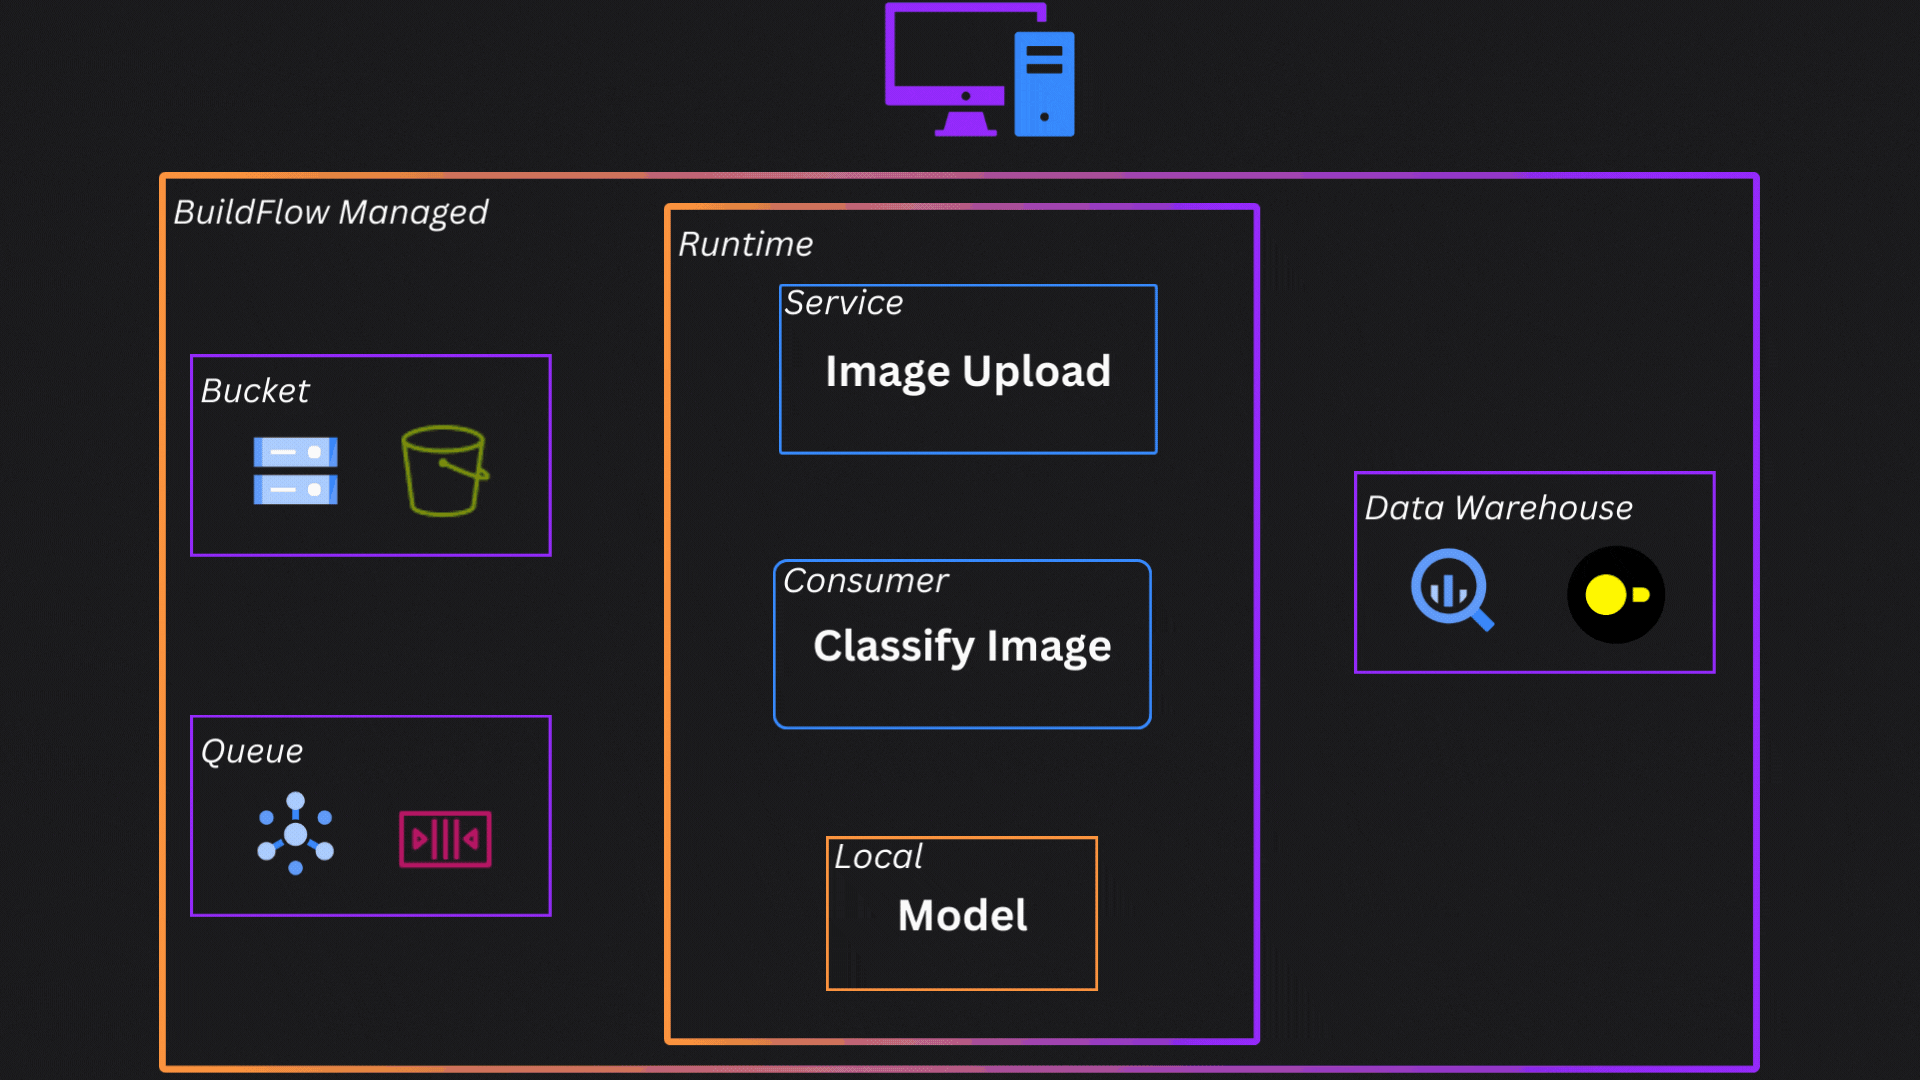 BuildFlow Managed
Runtime
Service
Image Upload
Bucket
Consumer
Classify Image
Data Warehouse
Queue
Local
Model